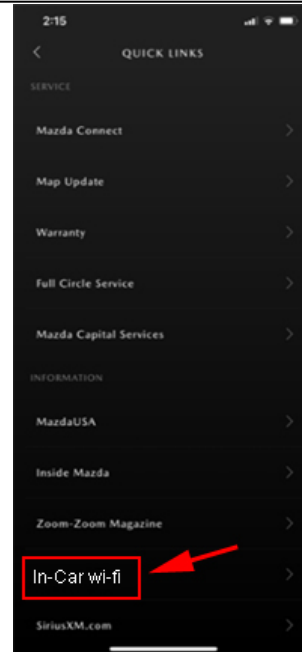 2:15
QUICK LINKS
SERVICE
Mazda Connect
Map Update
Warranty
Full Circle Service
Mazda Capital Services
INFORMATION
MazdaUSA
Inside Mazda
Zoom-Zoom Magazine
In-Car wi-fi
SiriusXM.com